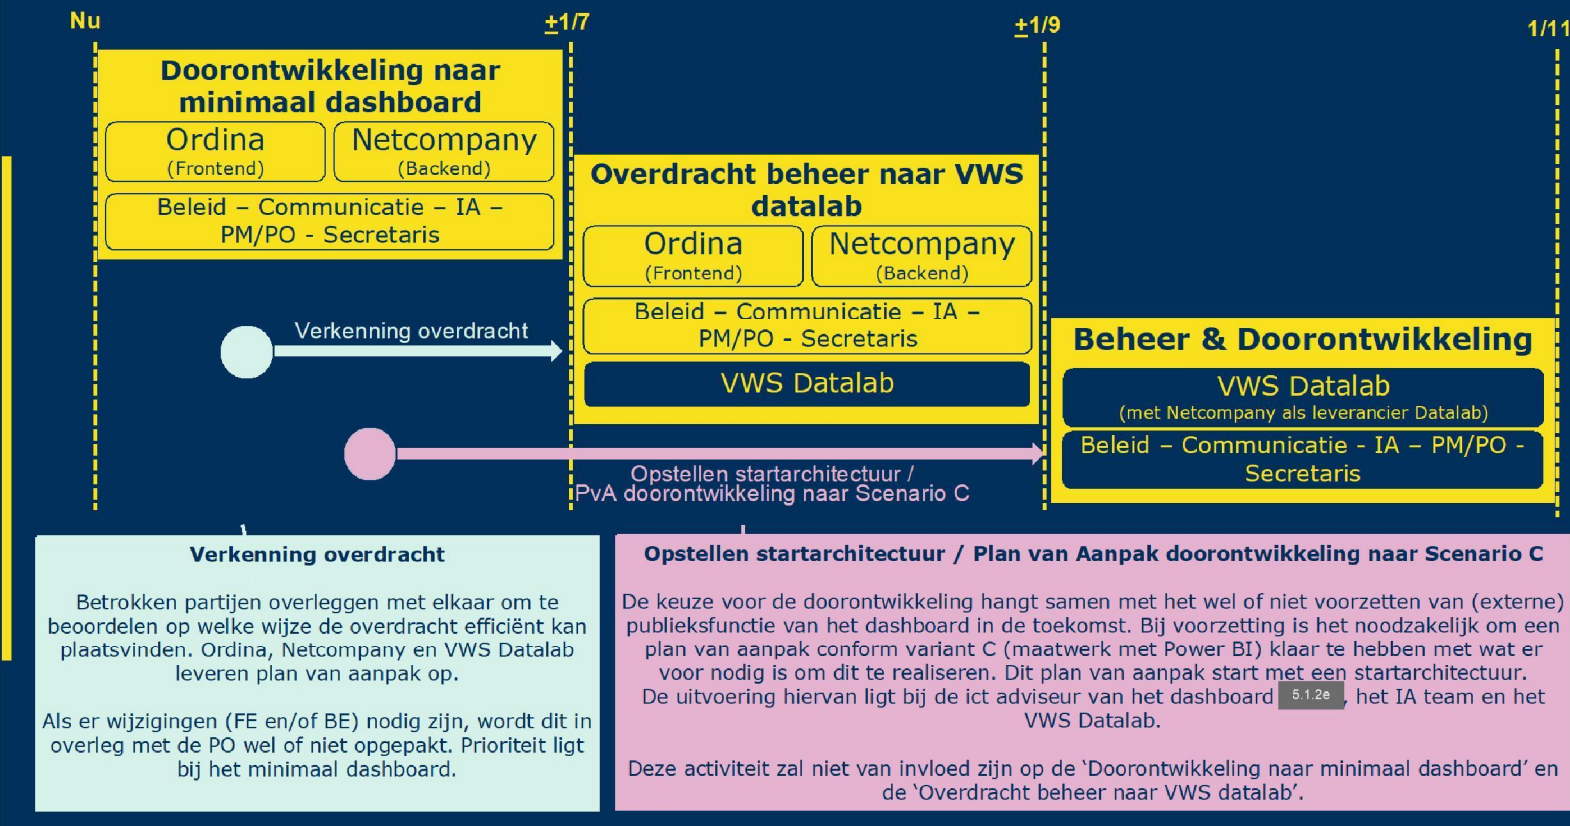 Nu
±1/7
±1/9
1/11
Doorontwikkeling naar
minimaal dashboard
Ordina
(Frontend)
Netcompany
(Backend)
Beleid – Communicatie – IA –
PM/PO - Secretaris
Overdracht beheer naar VWS
datalab
Ordina
(Frontend)
Netcompany
(Backend)
Beleid – Communicatie – IA –
PM/PO - Secretaris
VWS Datalab
Beheer & Doorontwikkeling
VWS Datalab
(met Netcompany als leverancier Datalab)
Beleid – Communicatie - IA – PM/PO -
Secretaris
Verkenning overdracht
Opstellen startarchitectuur /
PvA doorontwikkeling naar Scenario C
Verkenning overdracht
Betrokken partijen overleggen met elkaar om te
beoordelen op welke wijze de overdracht efficiënt kan
plaatsvinden. Ordina, Netcompany en VWS Datalab
leveren plan van aanpak op.
Als er wijzigingen (FE en/of BE) nodig zijn, wordt dit in
overleg met de PO wel of niet opgepakt. Prioriteit ligt
bij het minimaal dashboard.
Opstellen startarchitectuur / Plan van Aanpak doorontwikkeling naar Scenario C
De keuze voor de doorontwikkeling hangt samen met het wel of niet voorzetten van (externe)
publieksfunctie van het dashboard in de toekomst. Bij voorzetting is het noodzakelijk om een
plan van aanpak conform variant C (maatwerk met Power BI) klaar te hebben met wat er
voor nodig is om dit te realiseren. Dit plan van aanpak start met een startarchitectuur.
De uitvoering hiervan ligt bij de ict adviseur van het dashboard 5.1.2e , het IA team en het
VWS Datalab.
Deze activiteit zal niet van invloed zijn op de ‘Doorontwikkeling naar minimaal dashboard’ en
de ‘Overdracht beheer naar VWS datalab’.